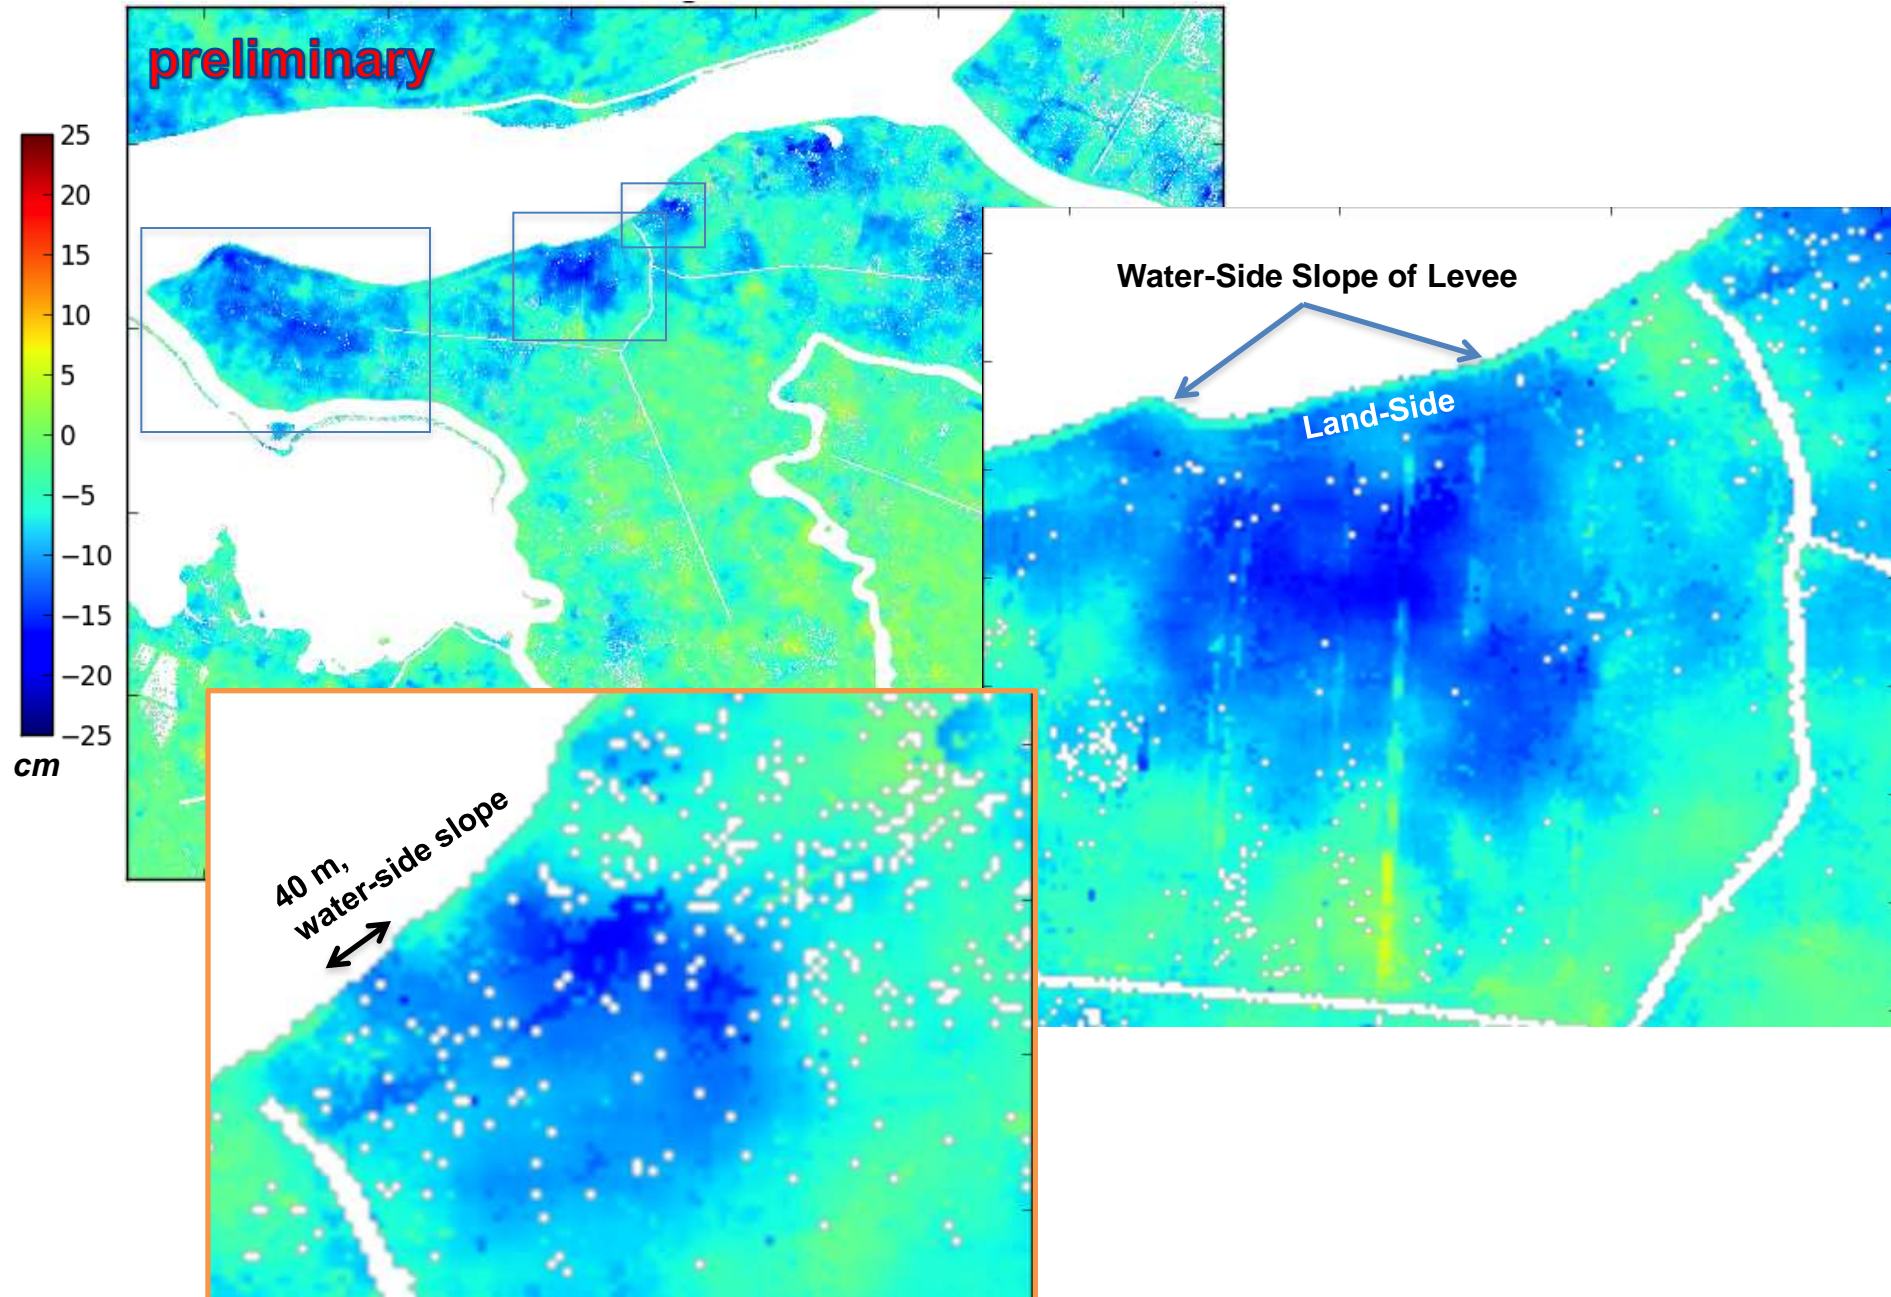 preliminary
25
20
15
10
5
0
−5
−10
−15
−20
−25
cm
Water-Side Slope of Levee
Land-Side
40 m,
water-side slope